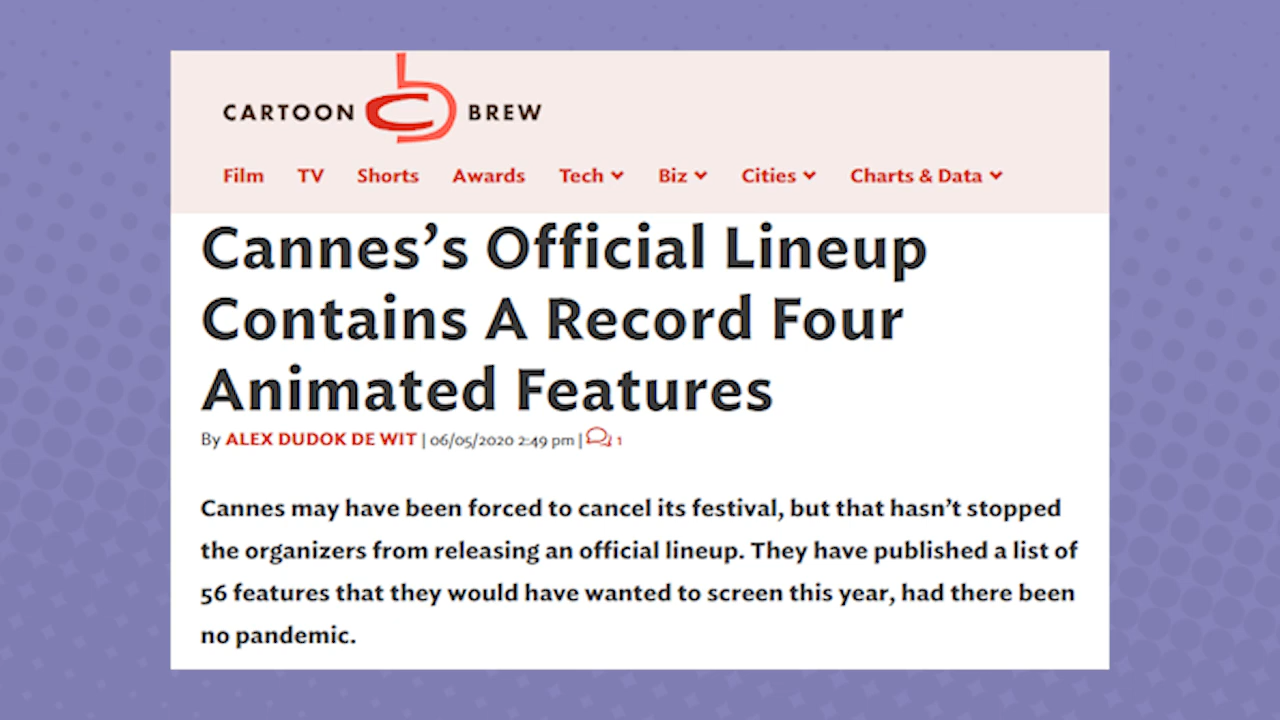 CARTOON BREW
Film TV Shorts Awards Tech Biz Cities Charts & Data
Cannes’s Official Lineup
Contains A Record Four
Animated Features
By ALEX DUDOK DE WIT | 06/05/2020 2:49 pm | 1
Cannes may have been forced to cancel its festival, but that hasn’t stopped
the organizers from releasing an official lineup. They have published a list of
56 features that they would have wanted to screen this year, had there been
no pandemic.